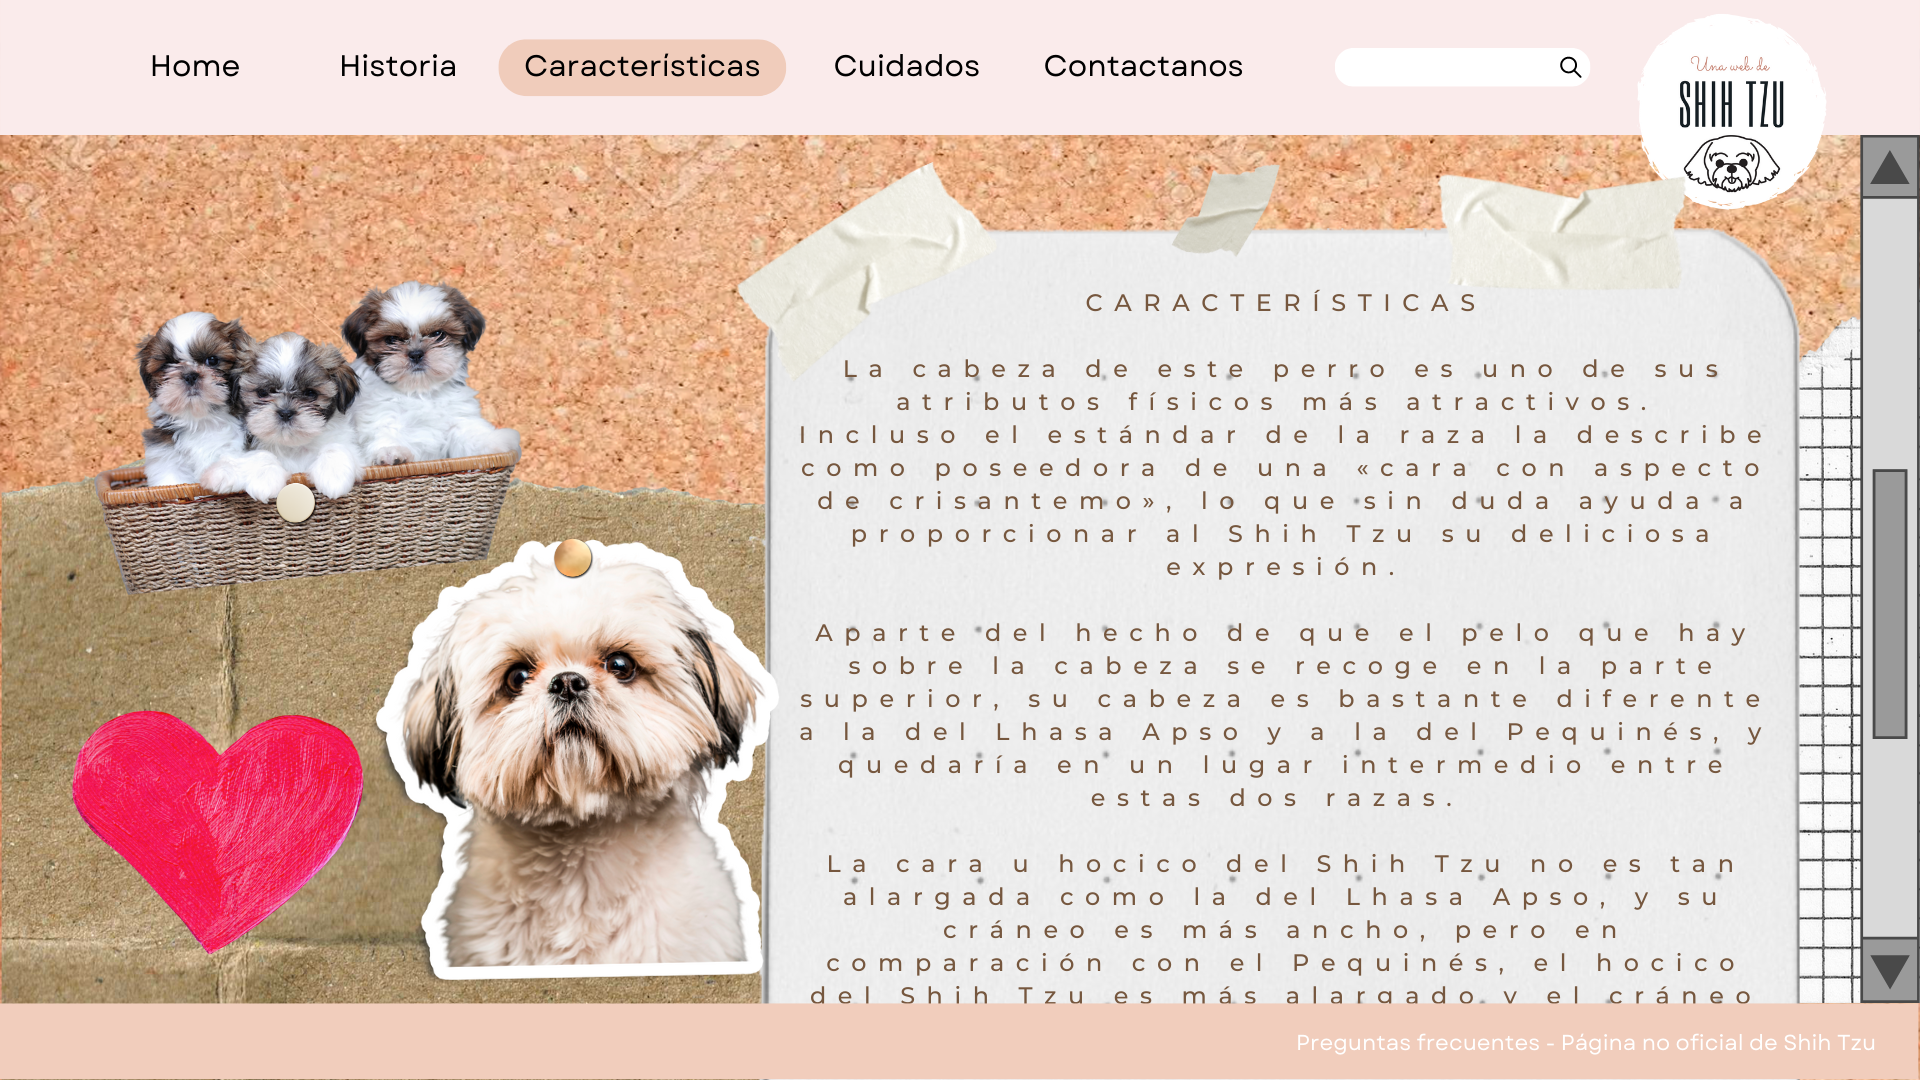 Home
Historia
Características
Cuidados
Contactanos
Una web de
SHIH TZU
CARACTERÍSTICAS
La cabeza de este perro es uno de sus
atributos físicos más atractivos.
Incluso el estándar de la raza la describe
como poseedora de una «cara con aspecto
de crisantemo», lo que sin duda ayuda a
proporcionar al Shih Tzu su deliciosa
expresión.
Aparte del hecho de que el pelo que hay
sobre la cabeza se recoge en la parte
superior, su cabeza es bastante diferente
a la del Lhasa Apso y a la del Pequinés, y
quedaría en un lugar intermedio entre
estas dos razas.
La cara u hocico del Shih Tzu no es tan
alargada como la del Lhasa Apso, y su
cráneo es más ancho, pero en
comparación con el Pequinés, el hocico
del Shih Tzu es más alargado y el cráneo
Preguntas frecuentes - Página no oficial de Shih Tzu